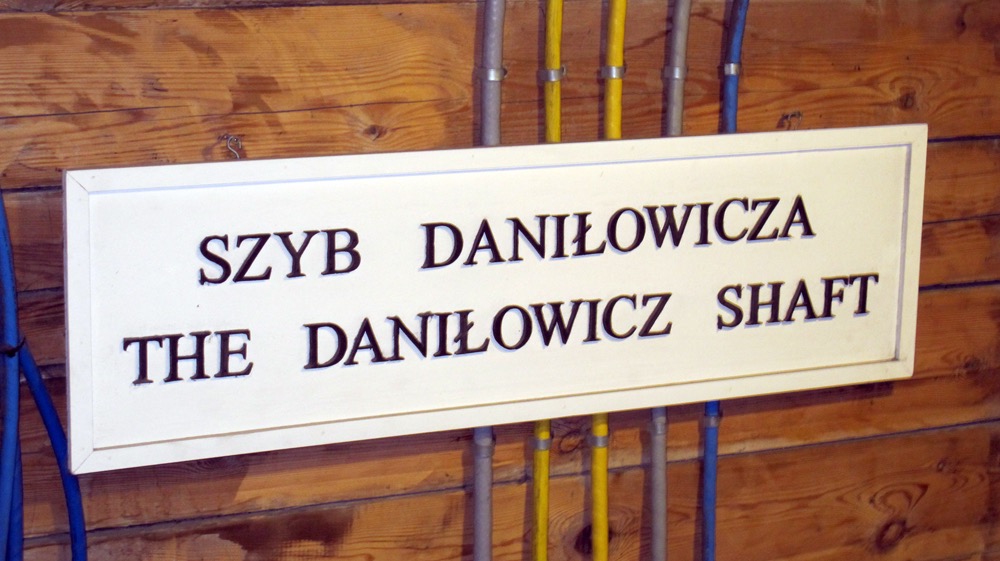 SZYB DANIŁOWICZA
THE DANIŁOWICZ SHAFT